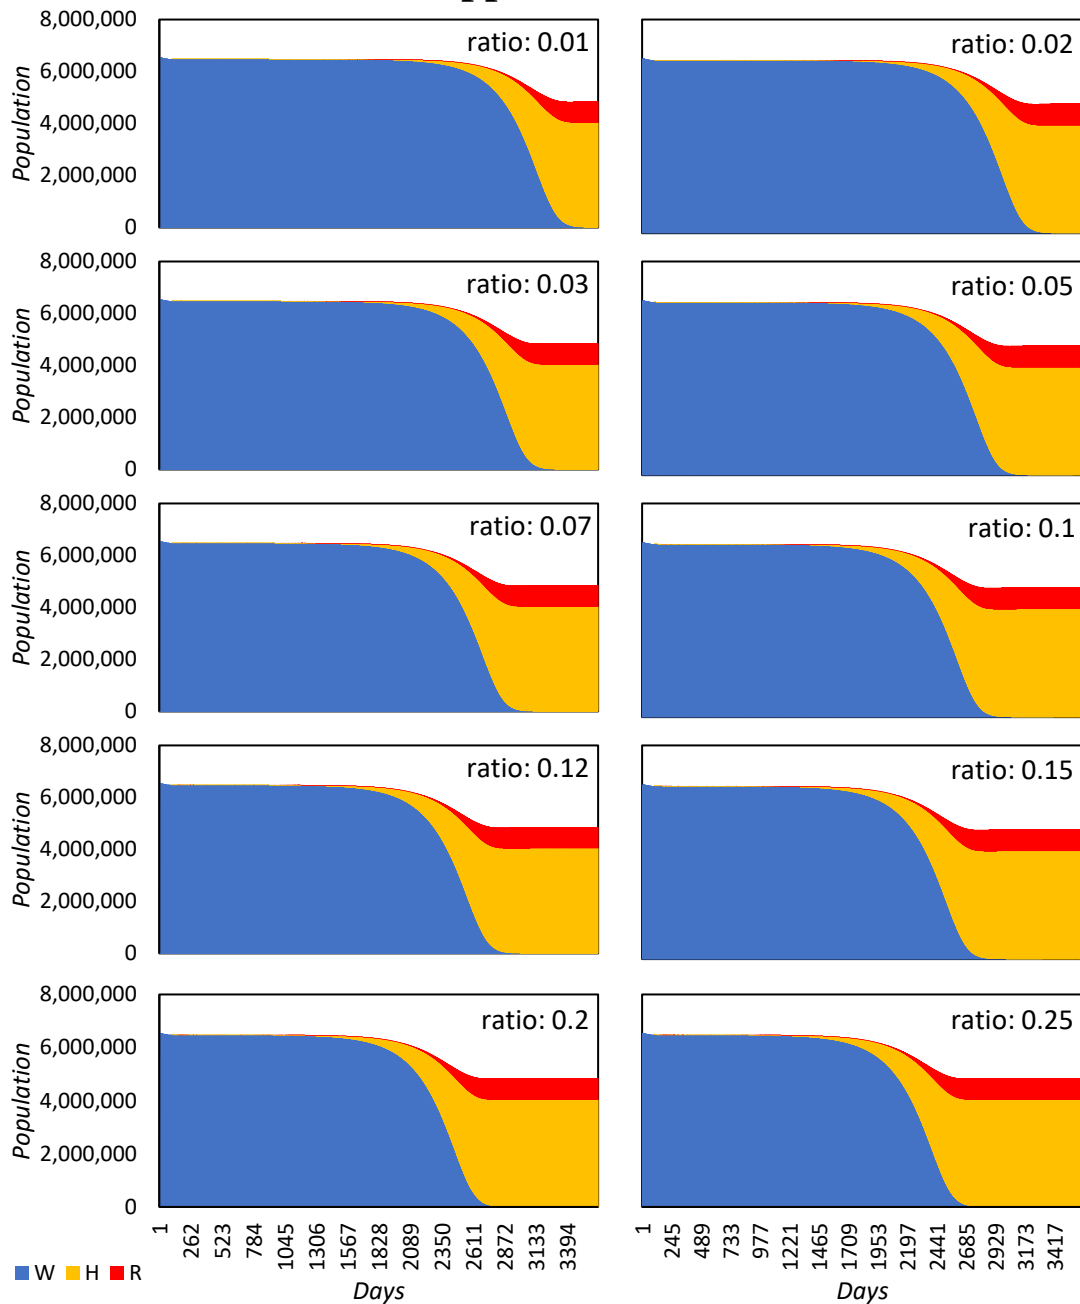 ratio: 0.01
ratio: 0.02
8,000,000
6,000,000
4,000,000
2,000,000
0
Population
ratio: 0.03
ratio: 0.05
8,000,000
6,000,000
4,000,000
2,000,000
0
Population
ratio: 0.07
ratio: 0.1
8,000,000
6,000,000
4,000,000
2,000,000
0
Population
ratio: 0.12
ratio: 0.15
8,000,000
6,000,000
4,000,000
2,000,000
0
Population
ratio: 0.2
ratio: 0.25
8,000,000
6,000,000
4,000,000
2,000,000
0
Population
1 262 523 784 1045 1306 1567 1828 2089 2350 2611 2872 3133 3394
1 245 489 733 977 1221 1465 1709 1953 2197 2441 2685 2929 3173 3417
W H R
Days
Days